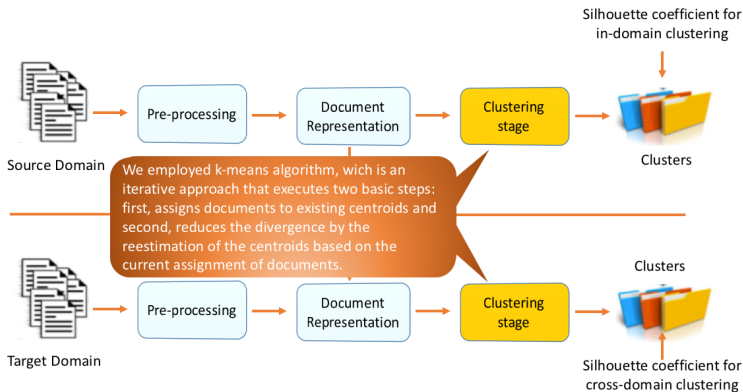 Silhouette coefficient for
in-domain clustering
Pre-processing
Document
Representation
Clustering
stage
Source Domain
Clusters
We employed k-means algorithm, wich is an
iterative approach that executes two basic steps:
first, assigns documents to existing centroids and
second, reduces the divergence by the
reestimation of the centroids based on the
current assignment of documents.
Clusters
Pre-processing
Document
Representation
Clustering
stage
Target Domain
Silhouette coefficient for
cross-domain clustering